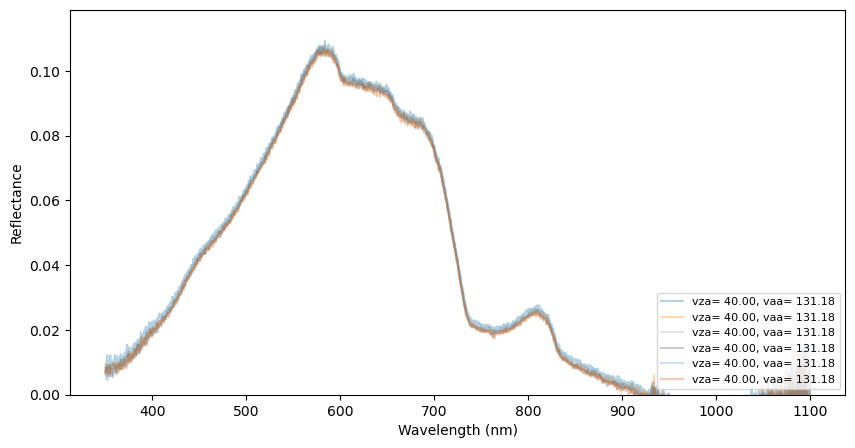 0.10
0.08
0.06
0.04
0.02
0.00
Reflectance
vza= 40.00, vaa= 131.18
vza= 40.00, vaa= 131.18
vza= 40.00, vaa= 131.18
vza= 40.00, vaa= 131.18
vza= 40.00, vaa= 131.18
vza= 40.00, vaa= 131.18
400 500 600 700 800 900 1000 1100
Wavelength (nm)